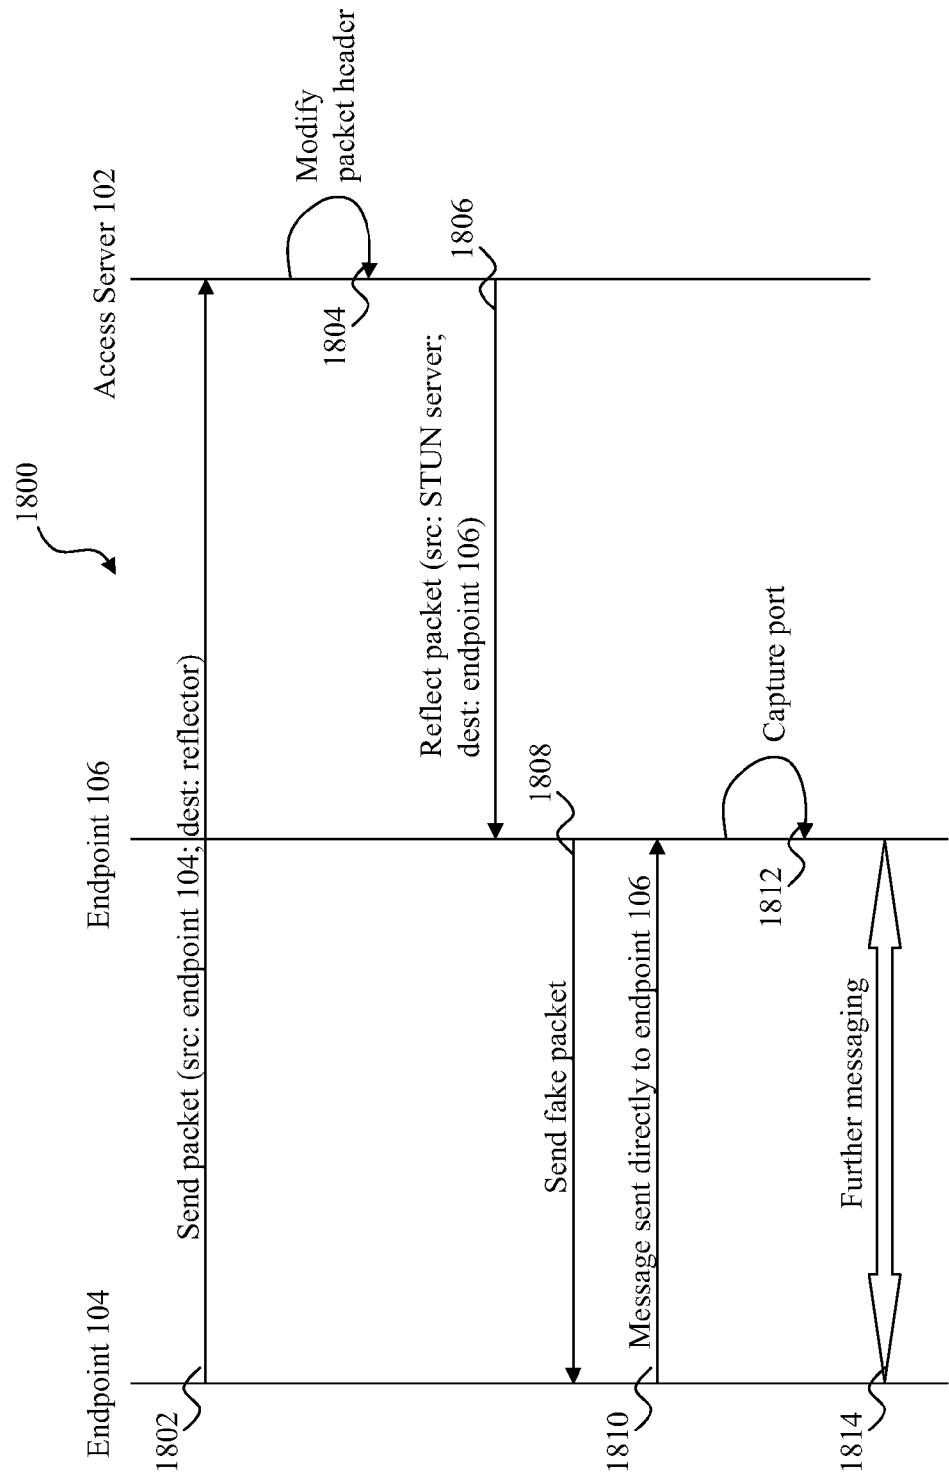 1800
Endpoint 104
Endpoint 106
Access Server 102
1802
Send packet (src: endpoint 104; dest: reflector)
Modify
packet header
1804
1806
Reflect packet (src: STUN server;
dest: endpoint 106)
1808
Send fake packet
1810
Message sent directly to endpoint 106
Capture port
1812
1814
Further messaging